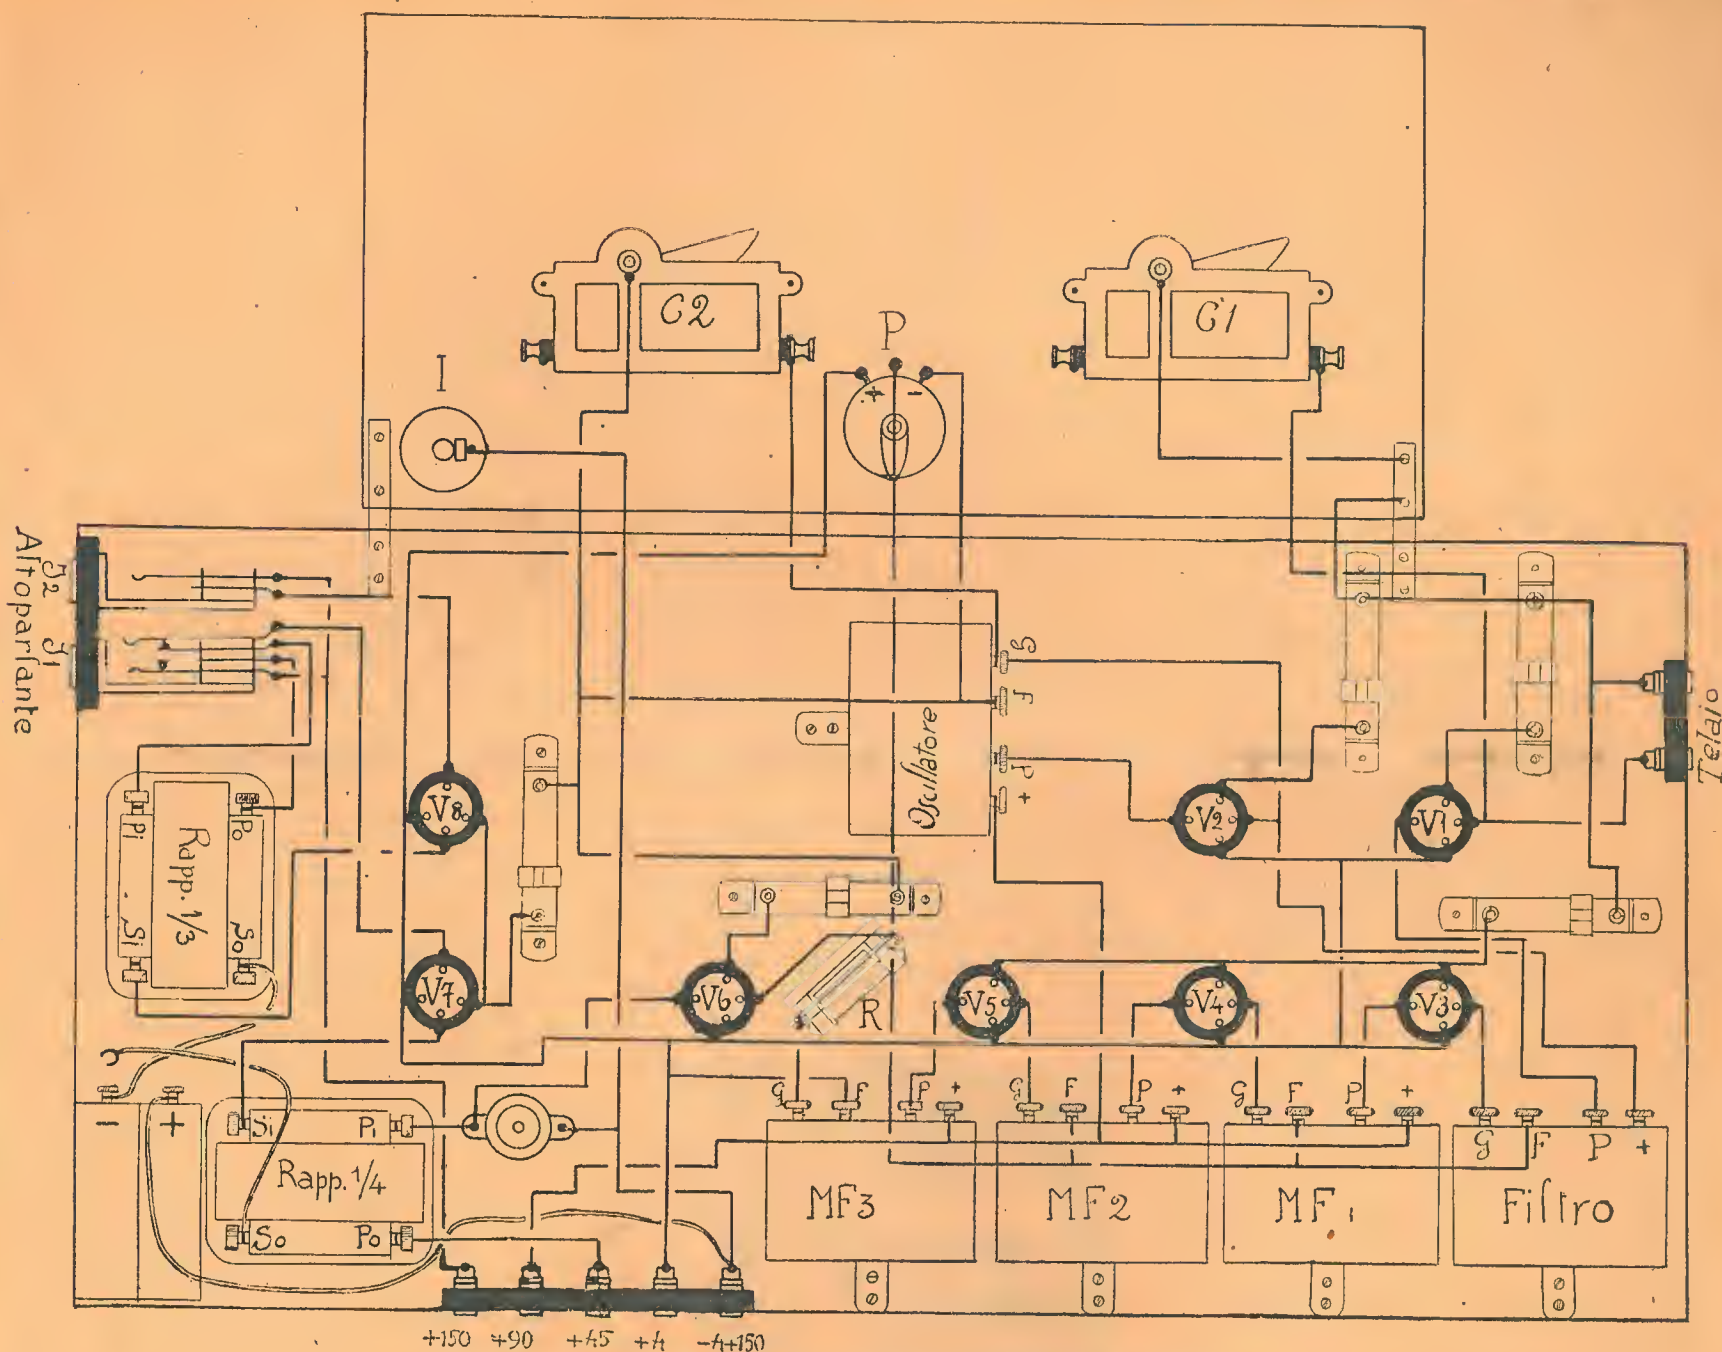 C2
P
C1
I
+ -
J2
J1
Altoparlante
G
F
P
+
Oscillatore
Telaio
V8
V2
V1
Pi
Po
Rapp. 1/3
Si
So
V7
V6
R
V5
V4
V3
G F P +
G F P +
G F P +
G F P +
- +
Si Pi
Rapp. 1/4
So Po
MF3
MF2
MF1
Filtro
+150 +90 +45 +4 -4+150